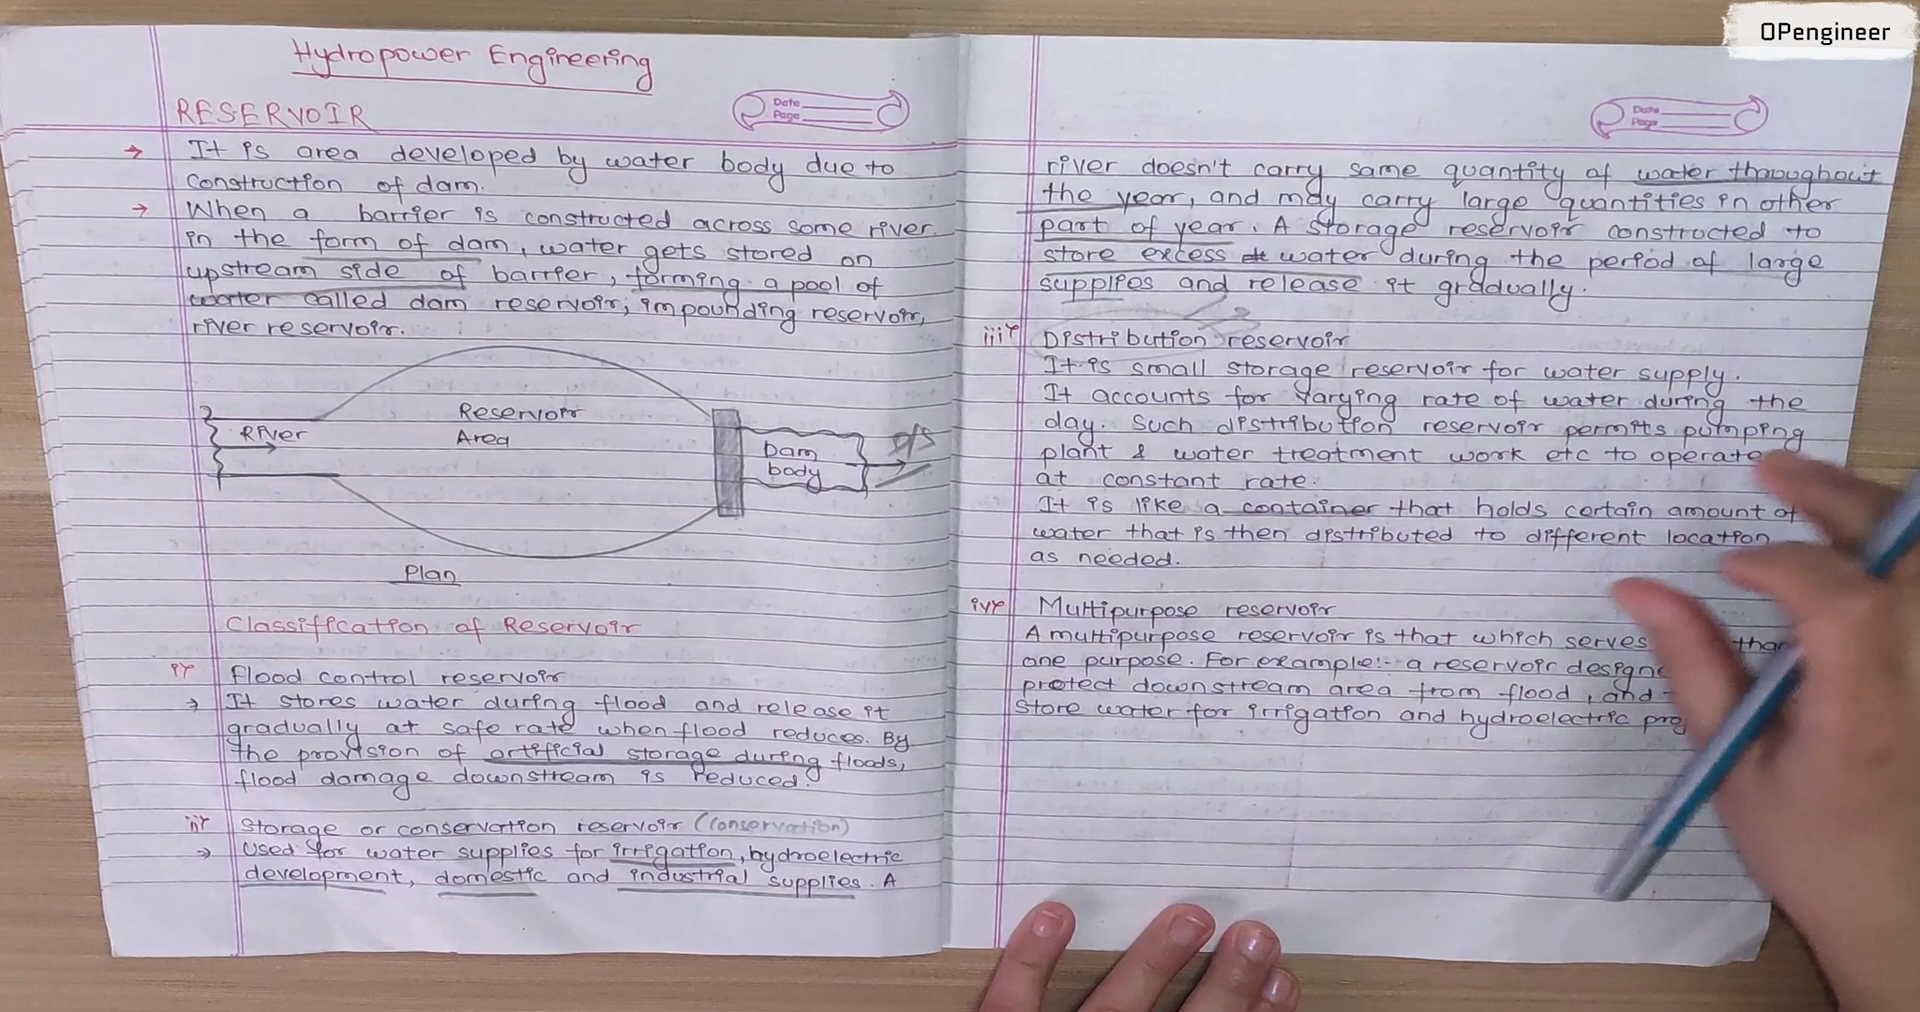 OPengineer
Hydropower Engineering
RESERVOIR
Date
Page
→ It is area developed by water body due to
construction of dam.
→ When a barrier is constructed across some river
in the form of dam, water gets stored on
upstream side of barrier, forming a pool of
water called dam reservoir, impounding reservoir,
river reservoir.
River
Reservoir
Area
Dam
body
D/S
Plan
Classification of Reservoir
i) Flood control reservoir
→ It stores water during flood and release it
gradually at safe rate when flood reduces. By
the provision of artificial storage during floods,
flood damage downstream is reduced.
ii) Storage or conservation reservoir (Conservation)
→ Used for water supplies for irrigation, hydroelectric
development, domestic and industrial supplies. A
Date
Page
river doesn't carry same quantity of water thoroughout
the year, and may carry large quantities in other
part of year. A storage reservoir constructed to
store excess water during the period of large
supplies and release it gradually.
iii) Distribution reservoir
It is small storage reservoir for water supply.
It accounts for varying rate of water during the
day. Such distribution reservoir permits pumping
plant & water treatment work etc to operate
at constant rate.
It is like a container that holds certain amount of
water that is then distributed to different location
as needed.
iv) Multipurpose reservoir
A multipurpose reservoir is that which serves than
one purpose. For example:- a reservoir designe
protect downstream area from flood, and
store water for irrigation and hydroelectric pro